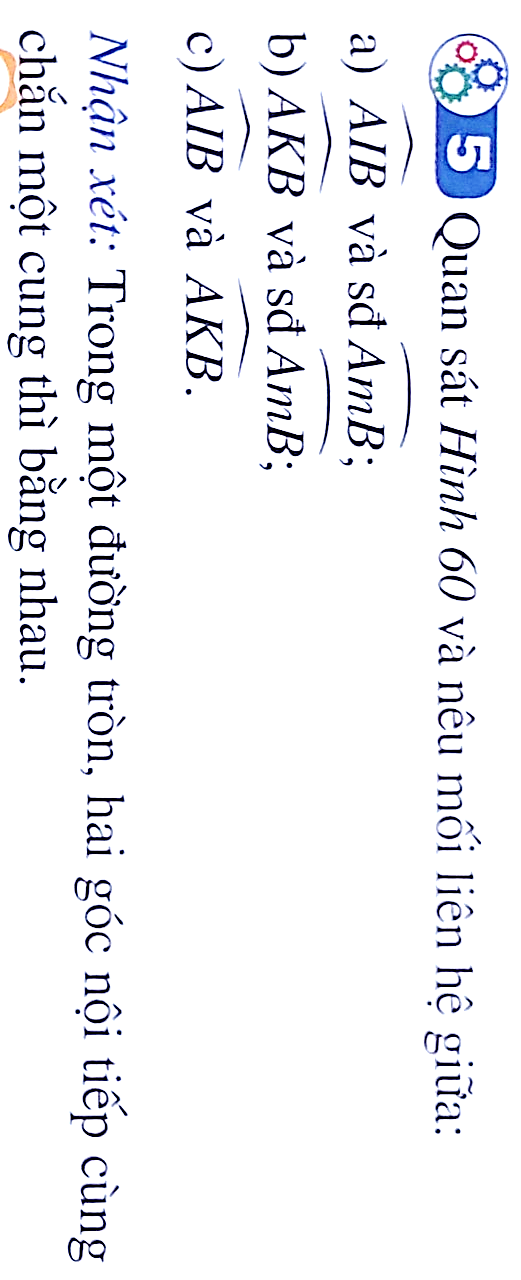 5 Quan sát Hình 60 và nêu mối liên hệ giữa:
a) AIB và sđ AmB;
b) AKB và sđ AmB;
c) AIB và AKB.
Nhận xét: Trong một đường tròn, hai góc nội tiếp cùng
chắn một cung thì bằng nhau.